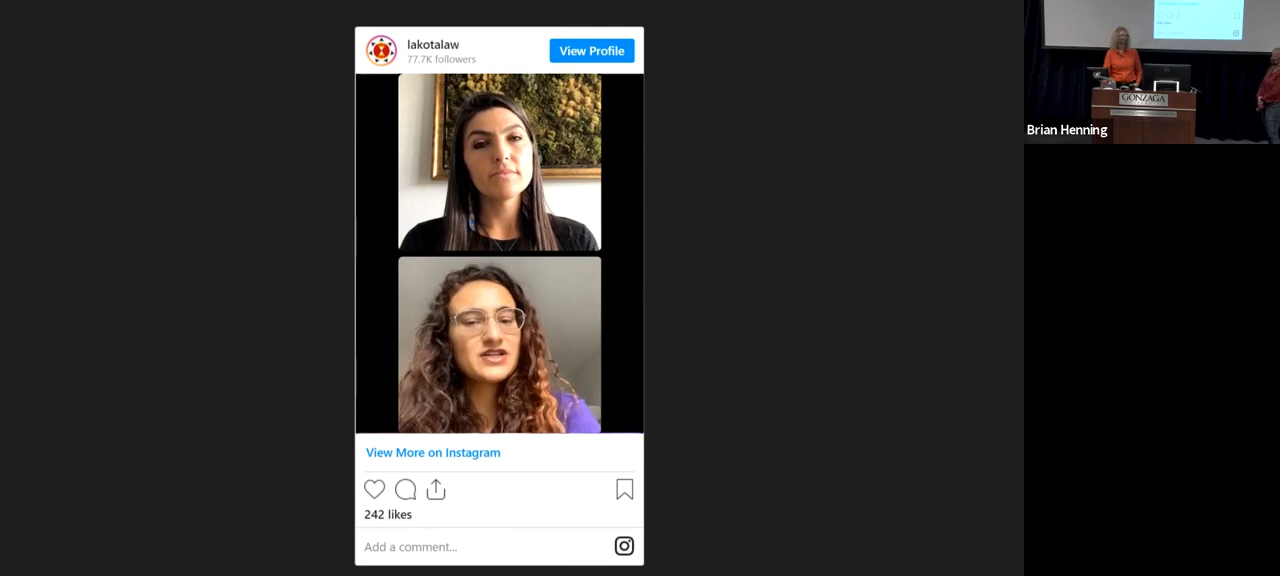 lakotalaw
77.7K followers
View Profile
View More on Instagram
242 likes
Add a comment...
GONZAGA
Brian Henning